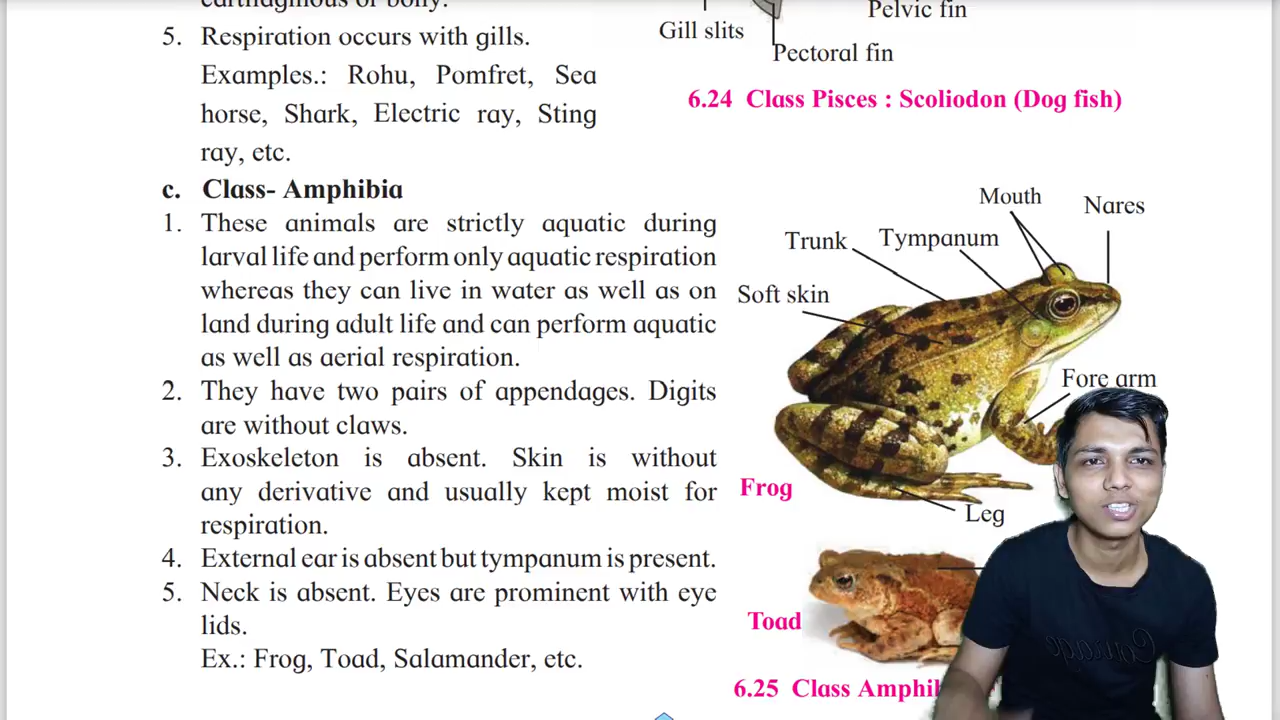 5. Respiration occurs with gills.
Examples.: Rohu, Pomfret, Sea
horse, Shark, Electric ray, Sting
ray, etc.
Pelvic fin
Gill slits
Pectoral fin
6.24 Class Pisces : Scoliodon (Dog fish)
c. Class- Amphibia
1. These animals are strictly aquatic during
larval life and perform only aquatic respiration
whereas they can live in water as well as on
land during adult life and can perform aquatic
as well as aerial respiration.
2. They have two pairs of appendages. Digits
are without claws.
3. Exoskeleton is absent. Skin is without
any derivative and usually kept moist for
respiration.
4. External ear is absent but tympanum is present.
5. Neck is absent. Eyes are prominent with eye
lids.
Ex.: Frog, Toad, Salamander, etc.
Mouth
Nares
Trunk
Tympanum
Soft skin
Fore arm
Frog
Leg
Toad
6.25 Class